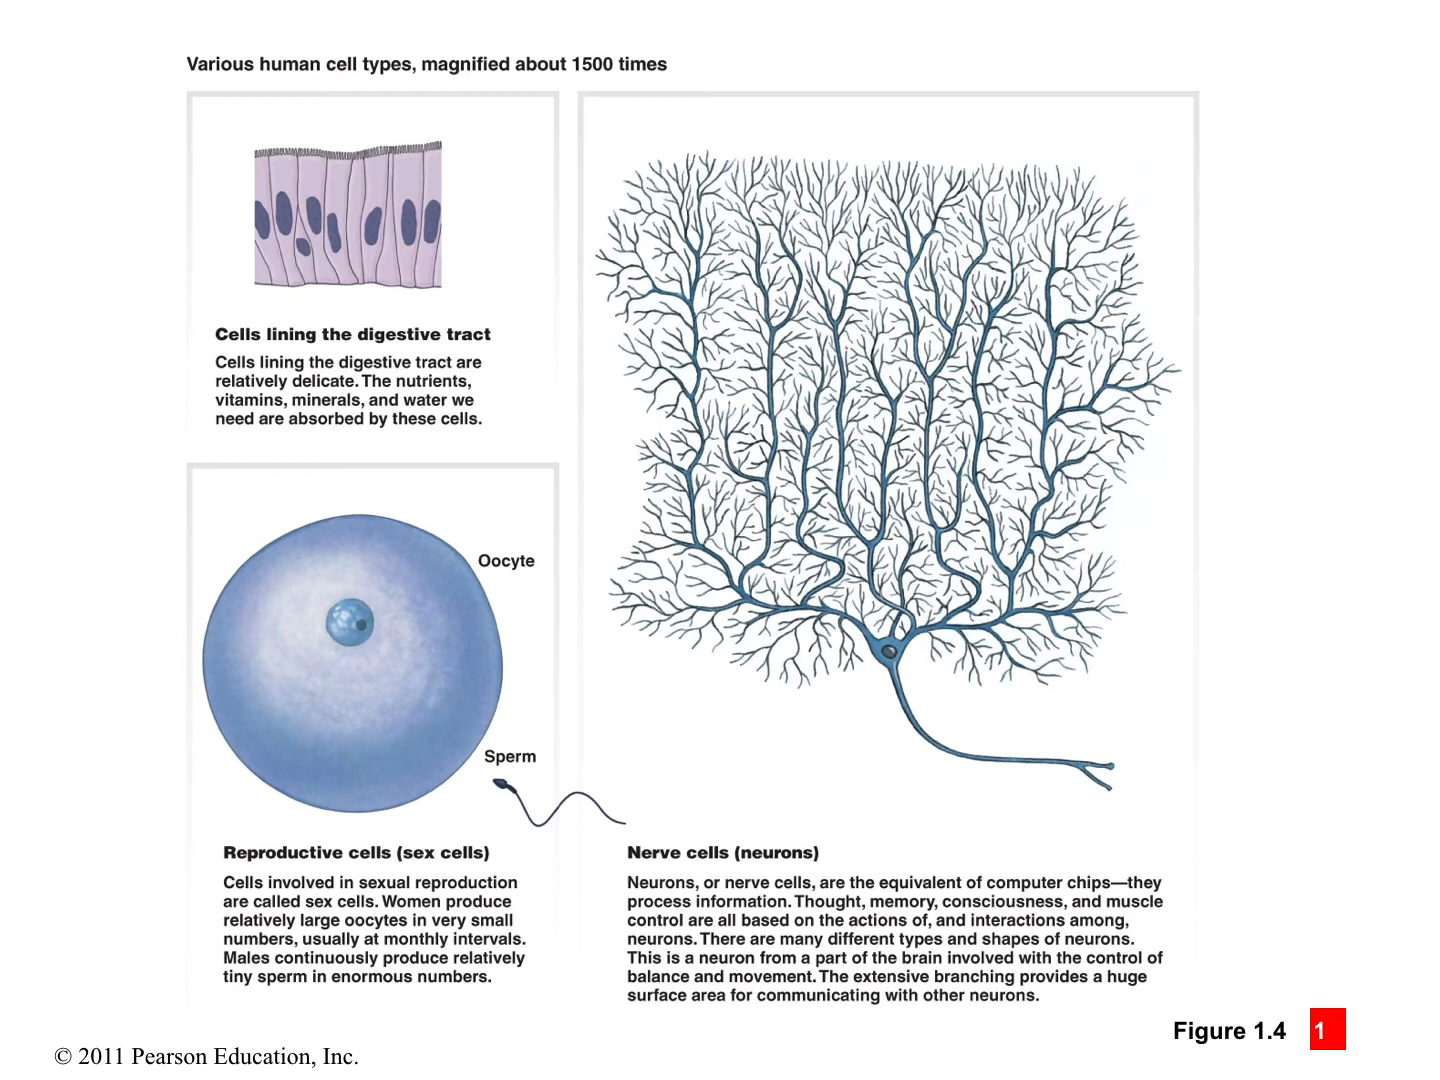 Various human cell types, magnified about 1500 times
Cells lining the digestive tract
Cells lining the digestive tract are
relatively delicate. The nutrients,
vitamins, minerals, and water we
need are absorbed by these cells.
Oocyte
Sperm
Reproductive cells (sex cells)
Cells involved in sexual reproduction
are called sex cells. Women produce
relatively large oocytes in very small
numbers, usually at monthly intervals.
Males continuously produce relatively
tiny sperm in enormous numbers.
Nerve cells (neurons)
Neurons, or nerve cells, are the equivalent of computer chips—they
process information. Thought, memory, consciousness, and muscle
control are all based on the actions of, and interactions among,
neurons. There are many different types and shapes of neurons.
This is a neuron from a part of the brain involved with the control of
balance and movement. The extensive branching provides a huge
surface area for communicating with other neurons.
Figure 1.4
1
© 2011 Pearson Education, Inc.